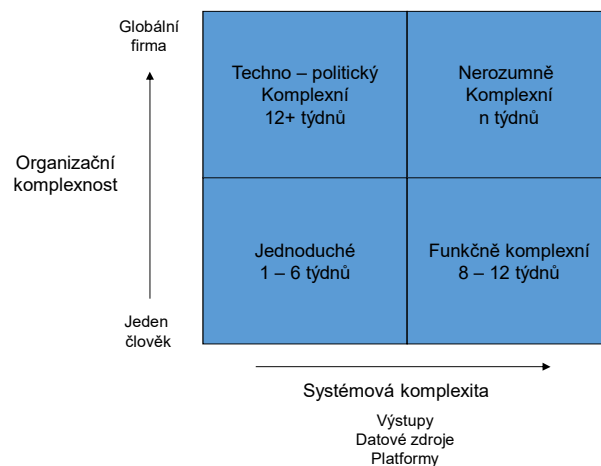 Globální
firma
Techno – politický
Komplexní
12+ týdnů
Nerozumně
Komplexní
n týdnů
Organizační
komplexnost
Jednoduché
1 – 6 týdnů
Funkčně komplexní
8 – 12 týdnů
Jeden
člověk
Systémová komplexita
Výstupy
Datové zdroje
Platformy